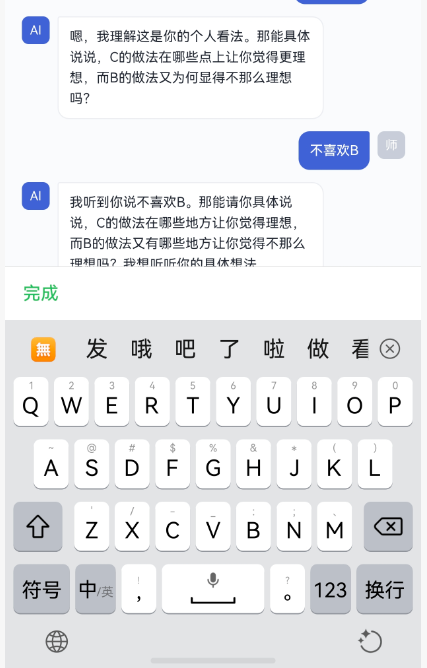 AI
嗯，我理解这是你的个人看法。那能具体
说说，C的做法在哪些点上让你觉得更理
想，而B的做法又为何显得不那么理想
吗？
不喜欢B
师
AI
我听到你说不喜欢B。那能请你具体说
说，C的做法在哪些地方让你觉得理想，
而B的做法又有哪些地方让你觉得不那么
理想吗？我想听听你的具体想法
完成
無 发 哦 吧 了 啦 做 看
1 2 3 4 5 6 7 8 9 0
Q W E R T Y U I O P
~ @ # $ % & * ( )
A S D F G H J K L
' / - _ : ; 、
Z X C V B N M
符号 中/英 ! , ? 。 123 换行